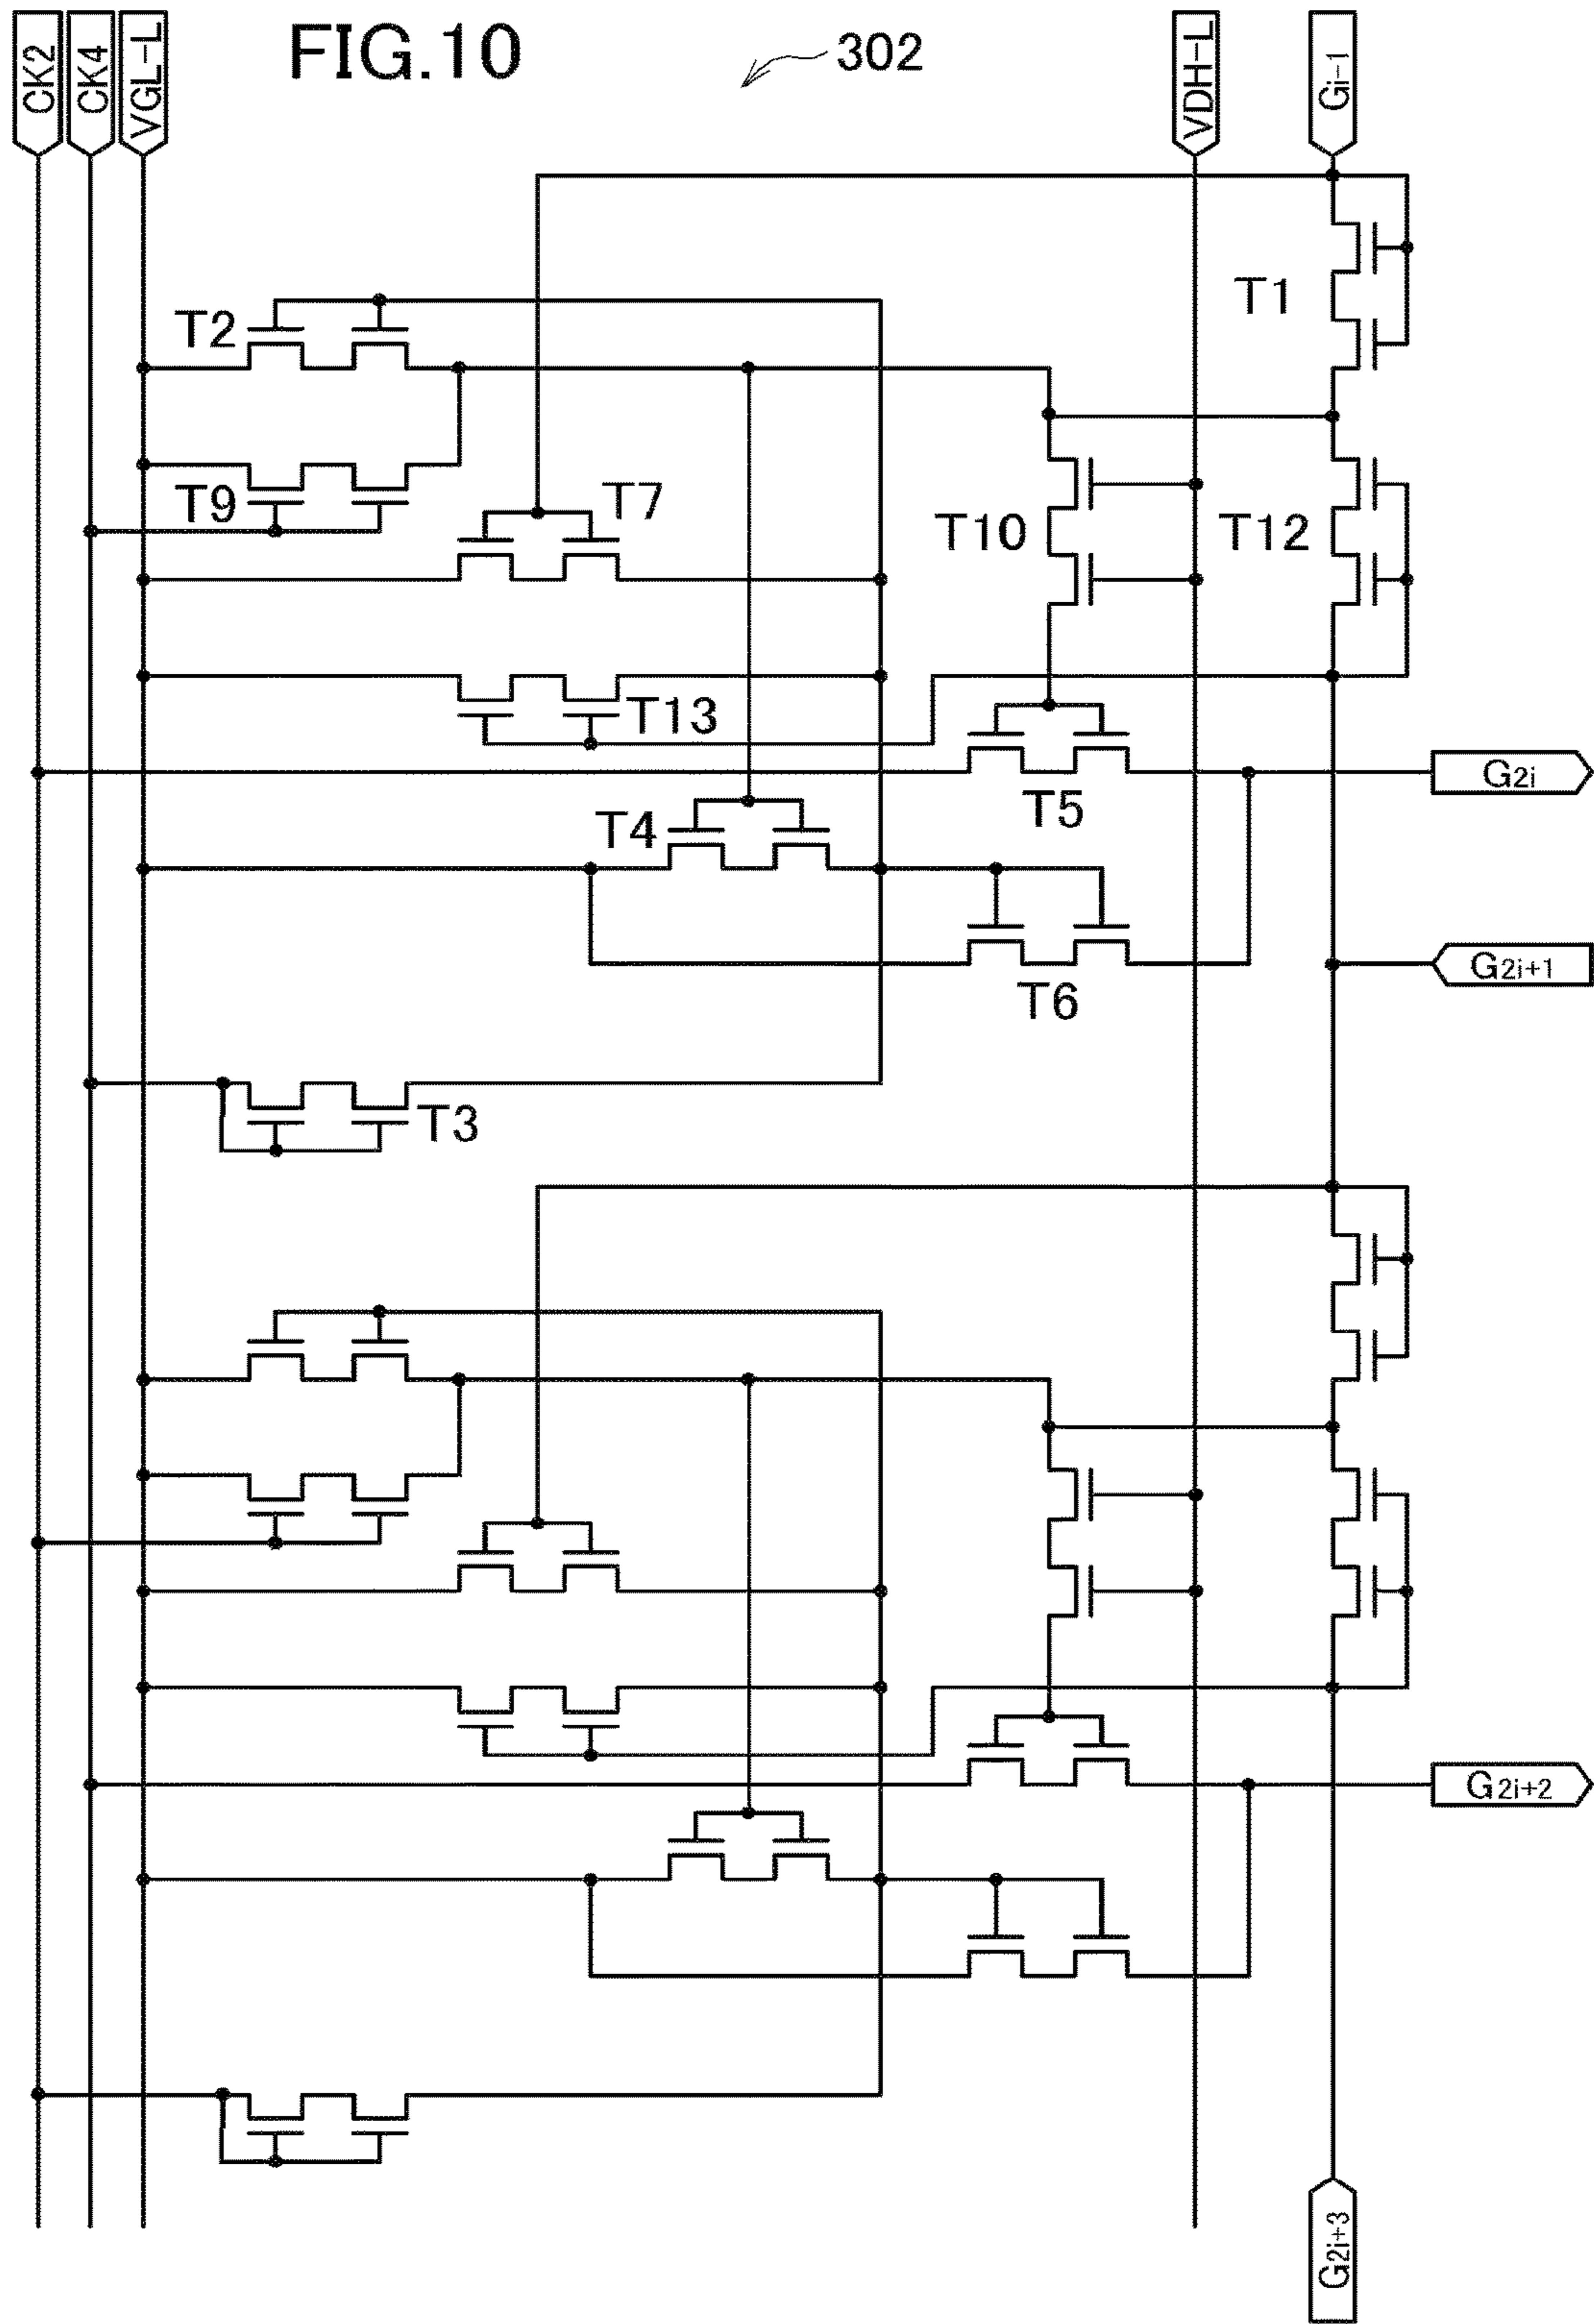 FIG.10
302
CK2
CK4
VGL-L
VDH-L
Gi-1
T1
T2
T9
T7
T10
T12
T13
T5
G2i
T4
T6
G2i+1
T3
G2i+2
G2i+3